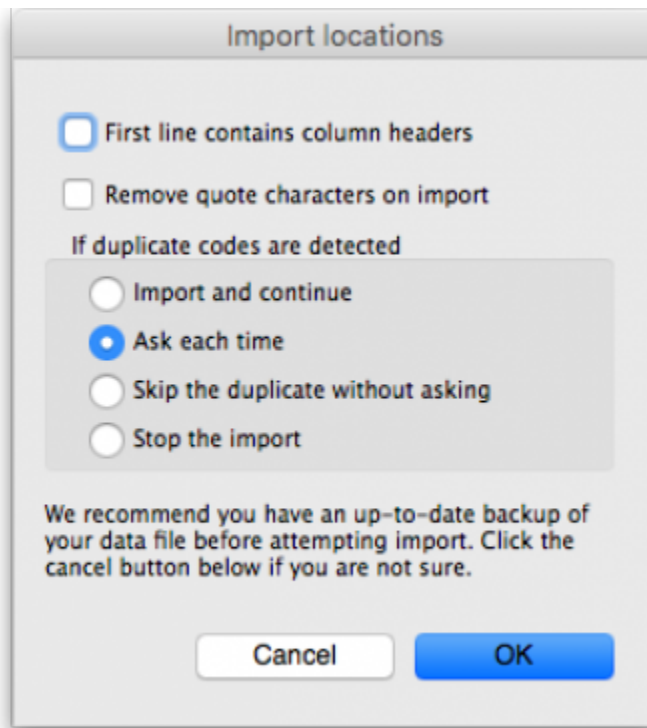 Import locations
First line contains column headers
Remove quote characters on import
If duplicate codes are detected
Import and continue
Ask each time
Skip the duplicate without asking
Stop the import
We recommend you have an up-to-date backup of
your data file before attempting import. Click the
cancel button below if you are not sure.
Cancel OK